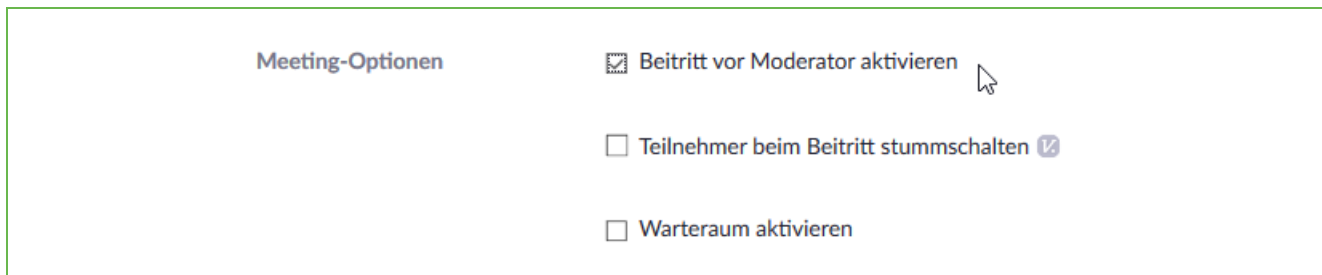 Meeting-Optionen
Beitritt vor Moderator aktivieren
Teilnehmer beim Beitritt stummschalten
Warteraum aktivieren